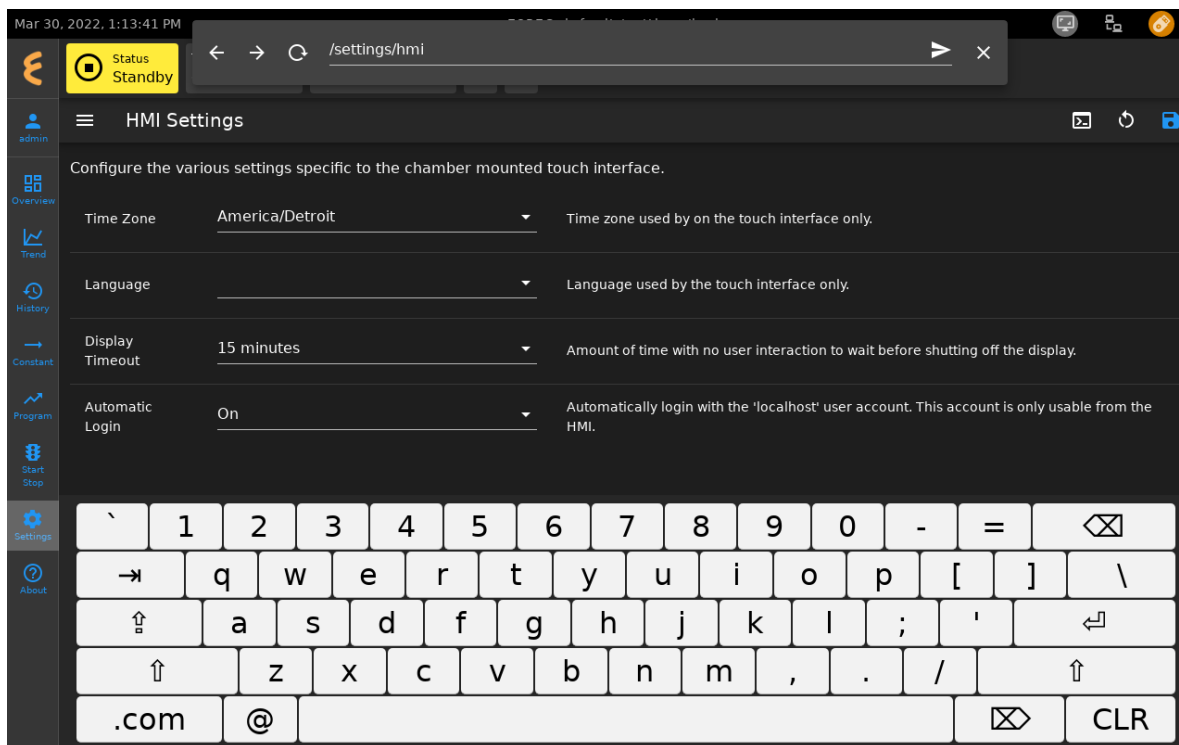 Mar 30, 2022, 1:13:41 PM
/settings/hmi
Status
Standby
admin
HMI Settings
Configure the various settings specific to the chamber mounted touch interface.
Overview
Trend
History
Constant
Program
Start
Stop
Settings
About
Time Zone
America/Detroit
Time zone used by on the touch interface only.
Language
Language used by the touch interface only.
Display
Timeout
15 minutes
Amount of time with no user interaction to wait before shutting off the display.
Automatic
Login
On
Automatically login with the 'localhost' user account. This account is only usable from the
HMI.
` 1 2 3 4 5 6 7 8 9 0 - = ⌫
⇥ q w e r t y u i o p [ ] \
⇪ a s d f g h j k l ; ' ⏎
⇧ z x c v b n m , . / ⇧
.com @ ⌦ CLR